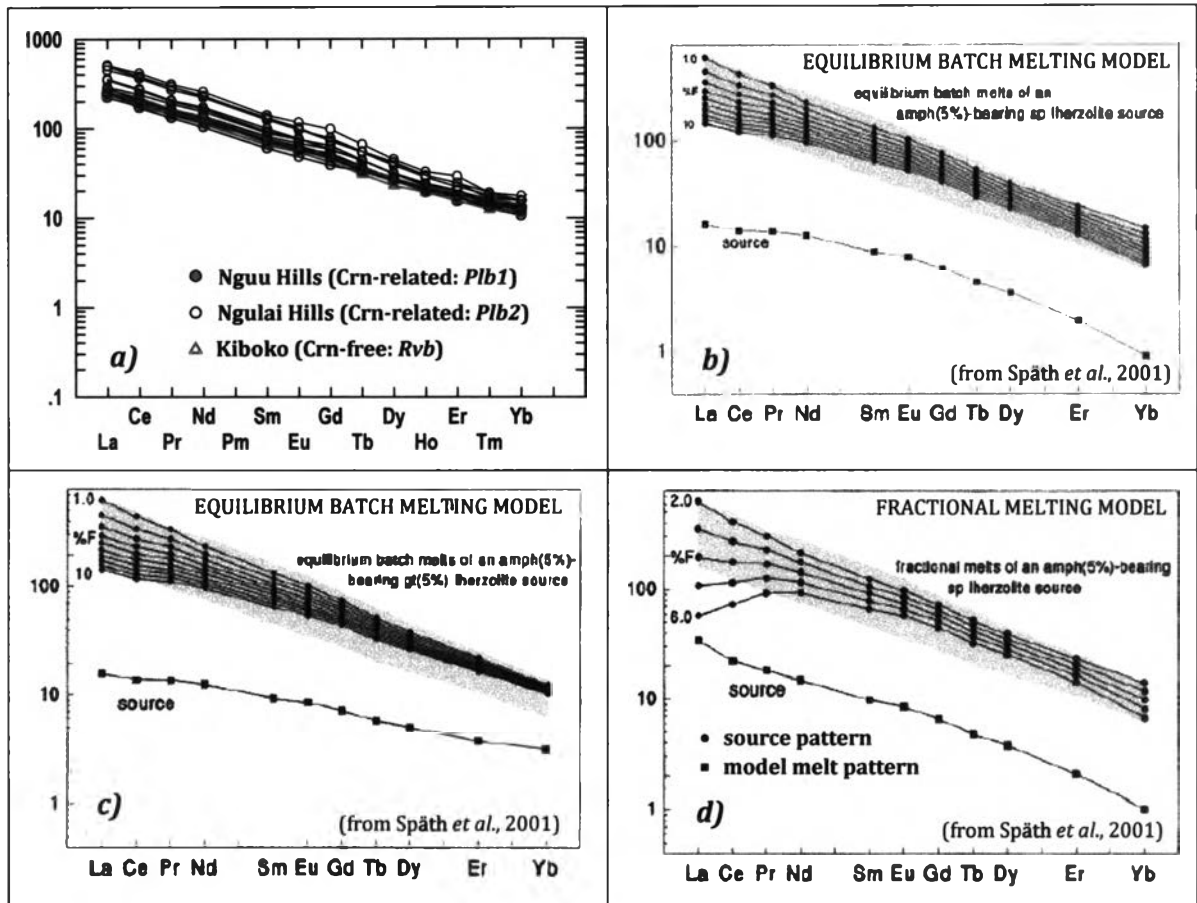 1000
100
10
1
.1
Nguu Hills (Crn-related: Plb1)
Ngulai Hills (Crn-related: Plb2)
Kiboko (Crn-free: Rvb)
a)
Ce Nd Sm Gd Dy Er Yb
La Pr Pm Eu Tb Ho Tm
EQUILIBRIUM BATCH MELTING MODEL
equilibrium batch melts of an
amph(5%)-bearing sp lherzolite source
1.0
%F
10
100
10
1
source
b)
(from Späth et al., 2001)
La Ce Pr Nd Sm Eu Gd Tb Dy Er Yb
EQUILIBRIUM BATCH MELTING MODEL
equilibrium batch melts of an amph(5%)-
bearing gt(5%) lherzolite source
1.0
%F
10
100
10
1
source
c)
(from Späth et al., 2001)
La Ce Pr Nd Sm Eu Gd Tb Dy Er Yb
FRACTIONAL MELTING MODEL
fractional melts of an amph(5%)-bearing
sp lherzolite source
2.0
%F
6.0
100
10
1
source
source pattern
model melt pattern
d)
(from Späth et al., 2001)
La Ce Pr Nd Sm Eu Gd Tb Dy Er Yb